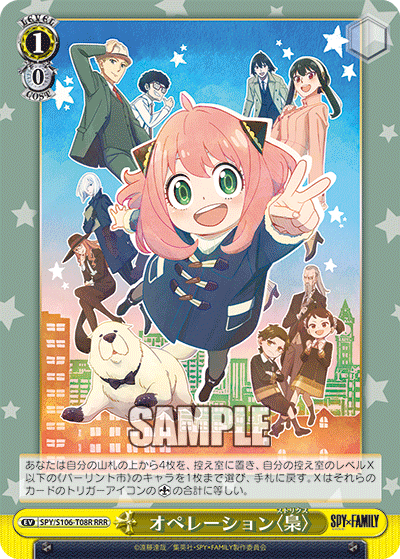 LEVEL
1
0
COST
SAMPLE
あなたは自分の山札の上から4枚を、控え室に置き、自分の控え室のレベルX
以下の《バーリント市》のキャラを1枚まで選び、手札に戻す。Xはそれらの
カードのトリガーアイコンの の合計に等しい。
EV SPY/S106-T08R RRR オペレーション〈梟〉 SPY×FAMILY
ストリクス
©遠藤達哉／集英社・SPY×FAMILY製作委員会